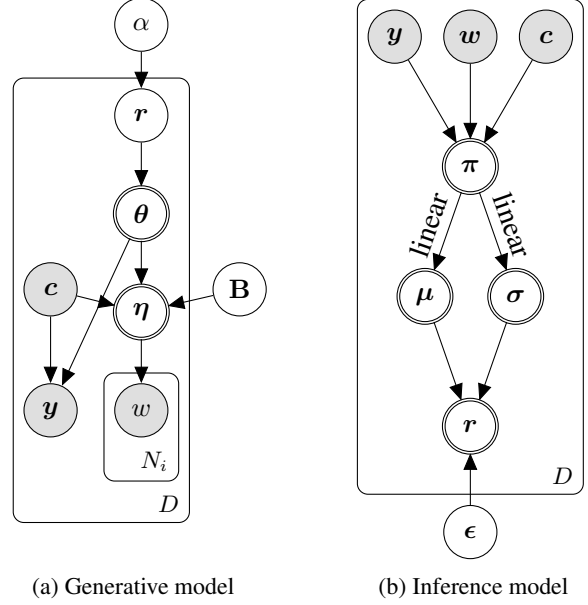 α
r
θ
c
η
B
y
w
N_i
D
(a) Generative model
y w c
π
linear linear
μ σ
r
D
ϵ
(b) Inference model